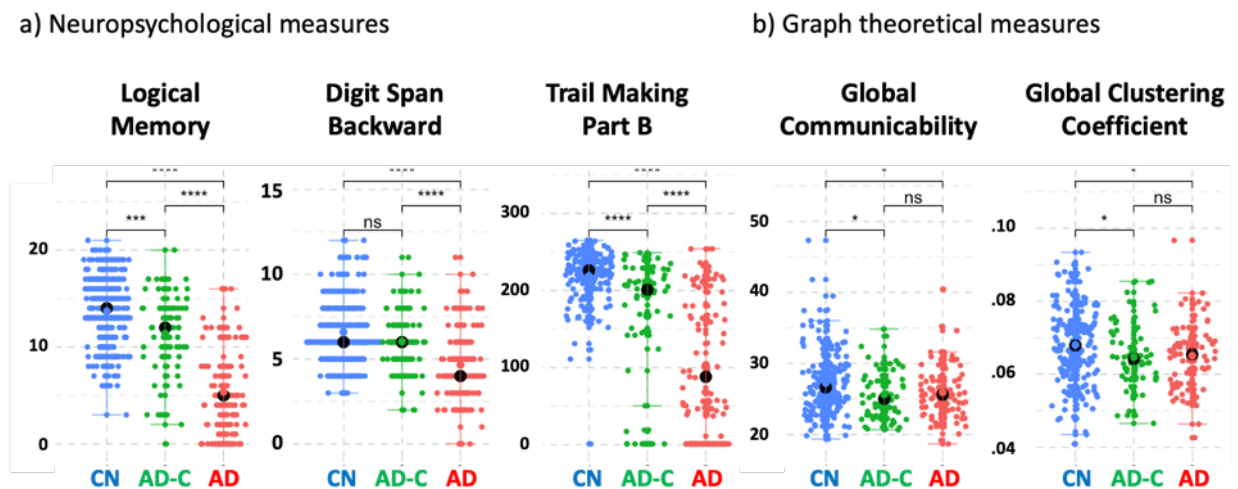 a) Neuropsychological measures
b) Graph theoretical measures
Logical
Memory
Digit Span
Backward
Trail Making
Part B
Global
Communicability
Global Clustering
Coefficient
****
****
***
20
10
0
CN AD-C AD
****
****
ns
15
10
5
0
CN AD-C AD
****
****
****
300
200
100
0
CN AD-C AD
*
ns
*
50
40
30
20
CN AD-C AD
*
ns
*
.10
.08
.06
.04
CN AD-C AD